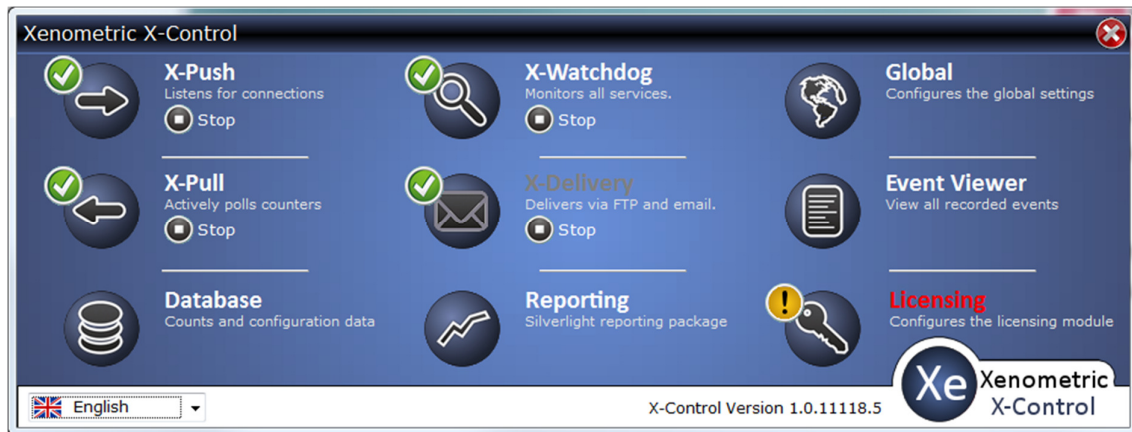 Xenometric X-Control
X-Push
Listens for connections
Stop
X-Watchdog
Monitors all services.
Stop
Global
Configures the global settings
X-Pull
Actively polls counters
Stop
X-Delivery
Delivers via FTP and email.
Stop
Event Viewer
View all recorded events
Database
Counts and configuration data
Reporting
Silverlight reporting package
!
Licensing
Configures the licensing module
English
X-Control Version 1.0.11118.5
Xe
Xenometric
X-Control